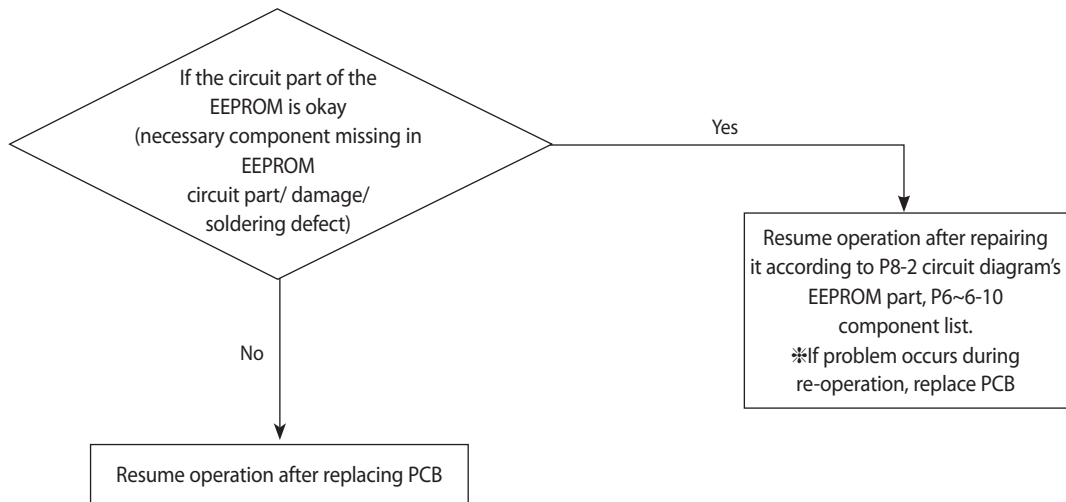 If the circuit part of the
EEPROM is okay
(necessary component missing in
EEPROM
circuit part/ damage/
soldering defect)
Yes
Resume operation after repairing
it according to P8-2 circuit diagram's
EEPROM part, P6~6-10
component list.
❈If problem occurs during
re-operation, replace PCB
No
Resume operation after replacing PCB